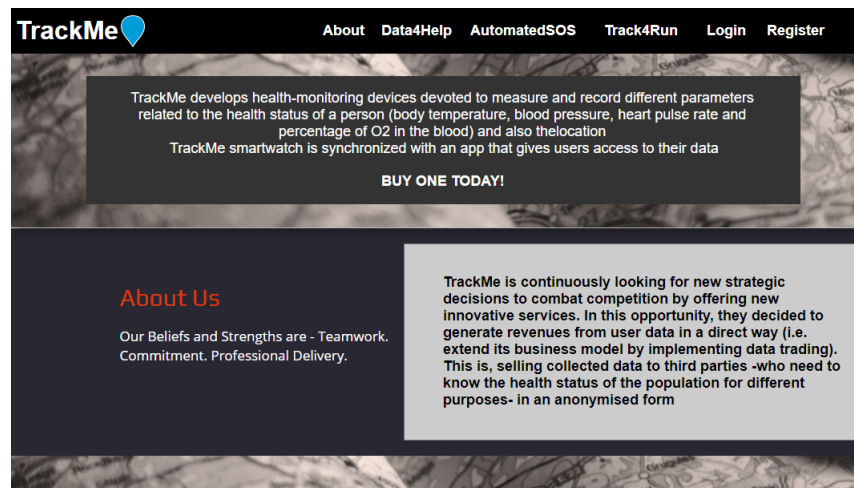 TrackMe
About Data4Help AutomatedSOS Track4Run Login Register
TrackMe develops health-monitoring devices devoted to measure and record different parameters
related to the health status of a person (body temperature, blood pressure, heart pulse rate and
percentage of O2 in the blood) and also thelocation
TrackMe smartwatch is synchronized with an app that gives users access to their data
BUY ONE TODAY!
About Us
Our Beliefs and Strengths are - Teamwork.
Commitment. Professional Delivery.
TrackMe is continuously looking for new strategic
decisions to combat competition by offering new
innovative services. In this opportunity, they decided to
generate revenues from user data in a direct way (i.e.
extend its business model by implementing data trading).
This is, selling collected data to third parties -who need to
know the health status of the population for different
purposes- in an anonymised form